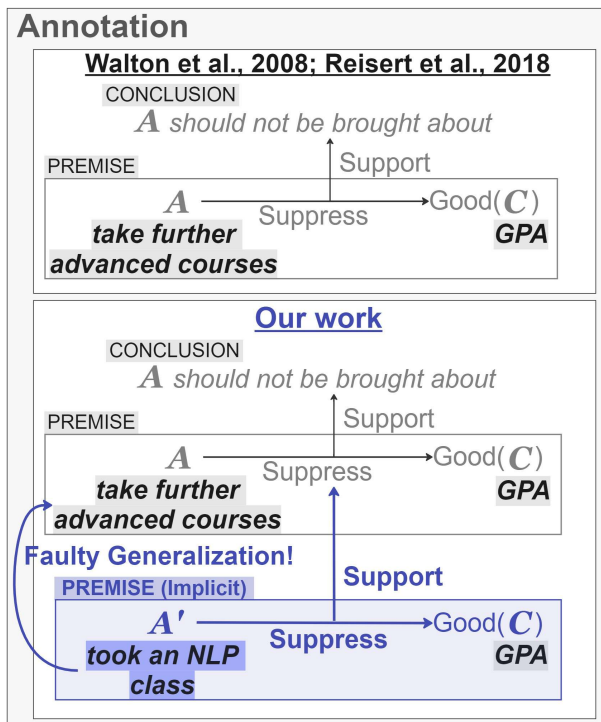 Annotation
Walton et al., 2008; Reisert et al., 2018
CONCLUSION
A should not be brought about
Support
PREMISE
A Suppress Good(C)
take further GPA
advanced courses
Our work
CONCLUSION
A should not be brought about
Support
PREMISE
A Suppress Good(C)
take further GPA
advanced courses
Faulty Generalization!
Support
PREMISE (Implicit)
A' Suppress Good(C)
took an NLP GPA
class